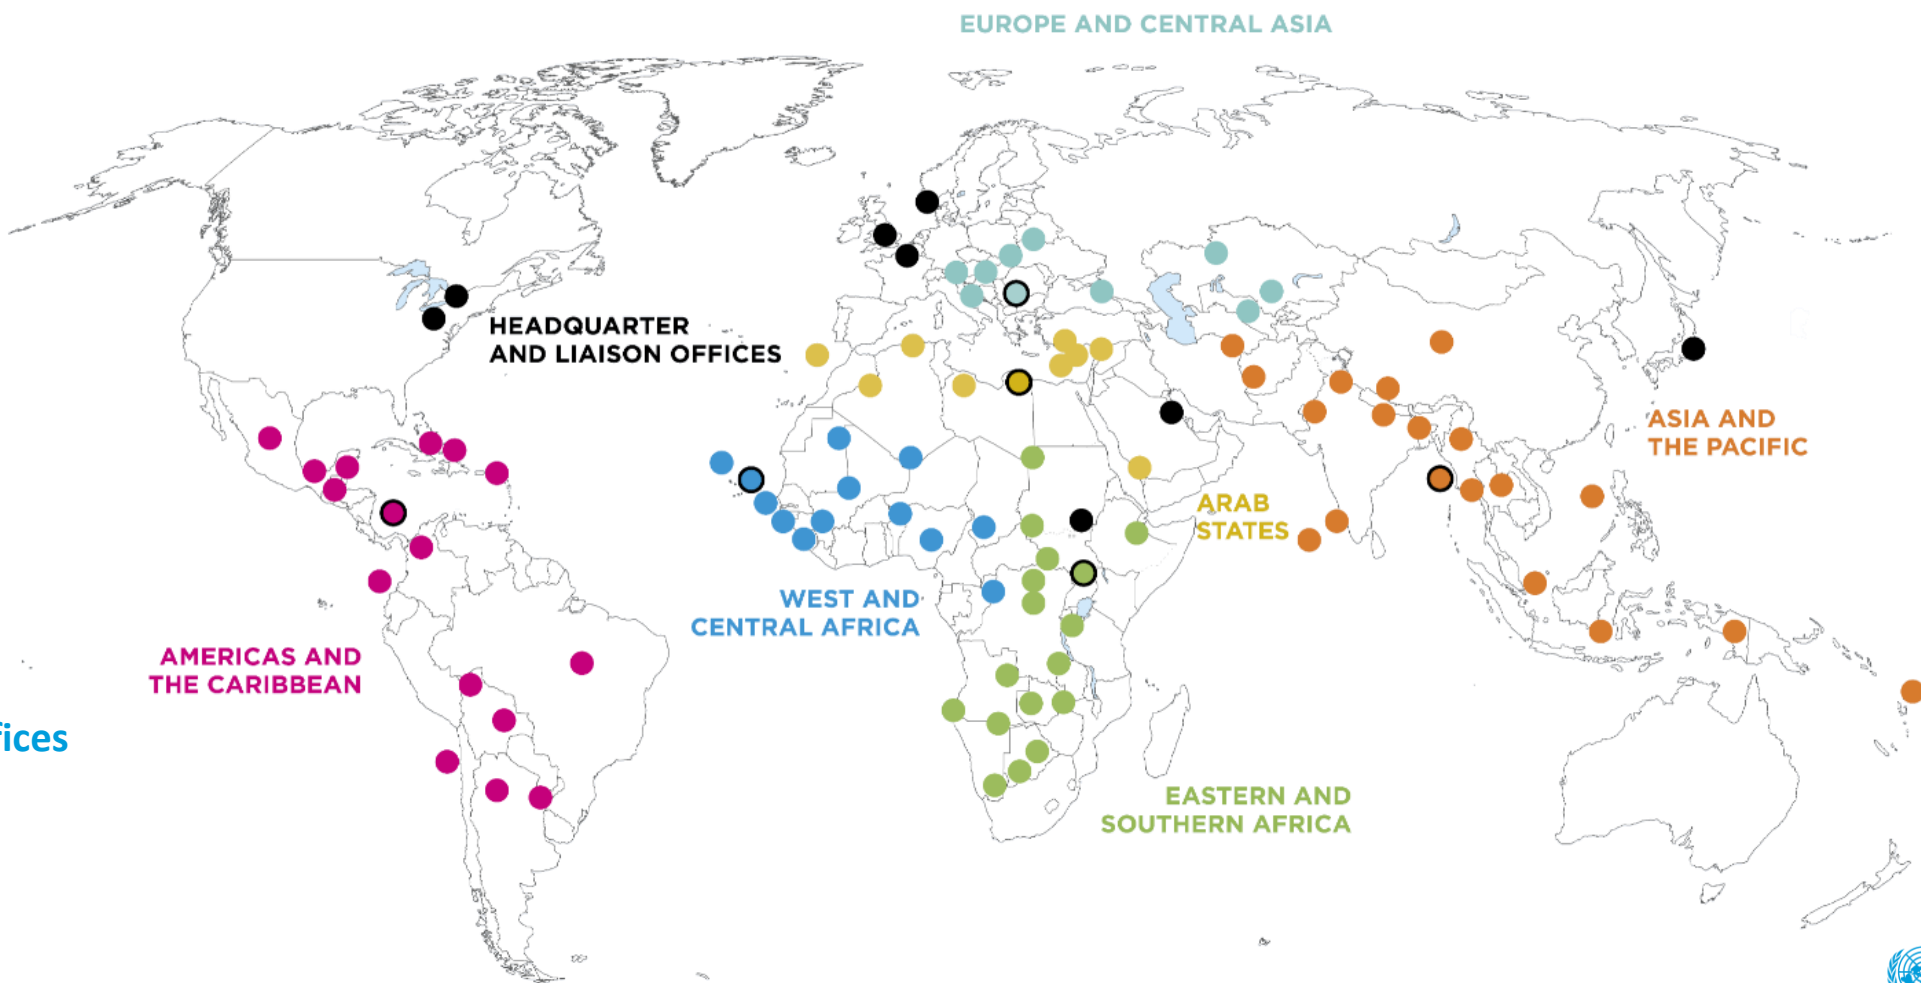 EUROPE AND CENTRAL ASIA
HEADQUARTER
AND LIAISON OFFICES
ASIA AND
THE PACIFIC
ARAB
STATES
WEST AND
CENTRAL AFRICA
AMERICAS AND
THE CARIBBEAN
EASTERN AND
SOUTHERN AFRICA